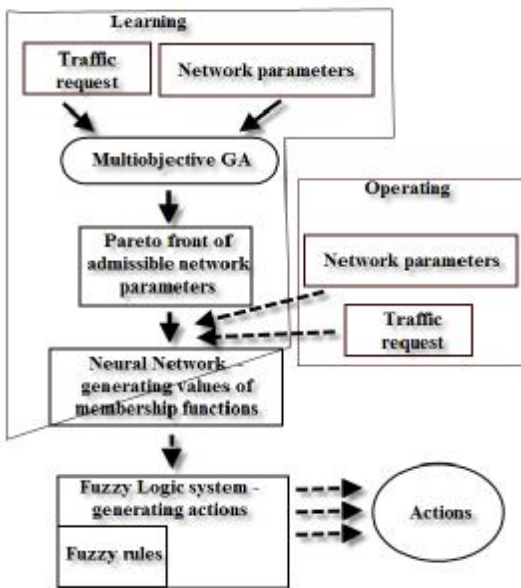 Learning
Traffic
request
Network parameters
Multiobjective GA
Operating
Pareto front of
admissible network
parameters
Network parameters
Traffic
request
Neural Network -
generating values of
membership functions
Fuzzy Logic system -
generating actions
Actions
Fuzzy rules